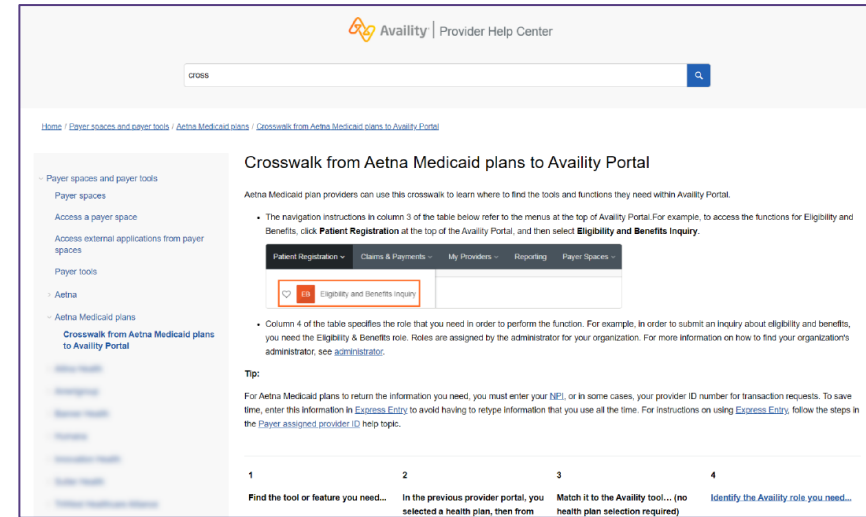 Availity | Provider Help Center
cross
Home / Payer spaces and payer tools / Aetna Medicaid plans / Crosswalk from Aetna Medicaid plans to Availity Portal
Payer spaces and payer tools
Payer spaces
Access a payer space
Access external applications from payer
spaces
Payer tools
Aetna
Aetna Medicaid plans
Crosswalk from Aetna Medicaid plans
to Availity Portal
Crosswalk from Aetna Medicaid plans to Availity Portal
Aetna Medicaid plan providers can use this crosswalk to learn where to find the tools and functions they need within Availity Portal.
• The navigation instructions in column 3 of the table below refer to the menus at the top of Availity Portal.For example, to access the functions for Eligibility and
Benefits, click Patient Registration at the top of the Availity Portal, and then select Eligibility and Benefits Inquiry.
Patient Registration Claims & Payments My Providers Reporting Payer Spaces
EB Eligibility and Benefits Inquiry
• Column 4 of the table specifies the role that you need in order to perform the function. For example, in order to submit an inquiry about eligibility and benefits,
you need the Eligibility & Benefits role. Roles are assigned by the administrator for your organization. For more information on how to find your organization's
administrator, see administrator.
Tip:
For Aetna Medicaid plans to return the information you need, you must enter your NPI, or in some cases, your provider ID number for transaction requests. To save
time, enter this information in Express Entry to avoid having to retype information that you use all the time. For instructions on using Express Entry, follow the steps in
the Payer assigned provider ID help topic.
1 2 3 4
Find the tool or feature you need... In the previous provider portal, you Match it to the Availity tool... (no Identify the Availity role you need...
selected a health plan, then from health plan selection required)